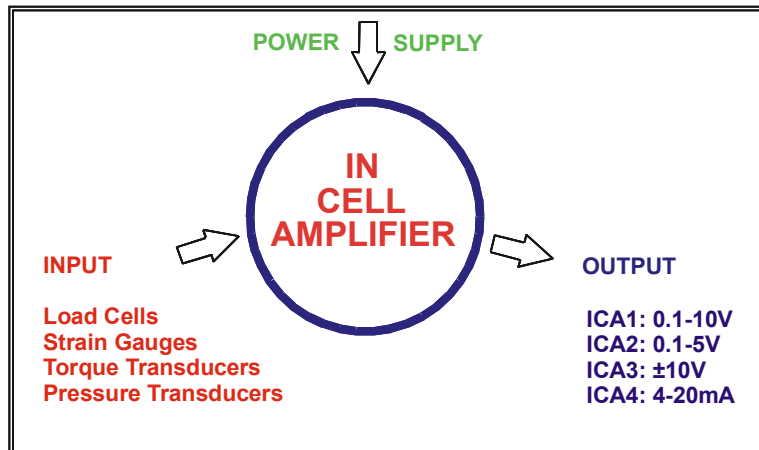 POWER SUPPLY
IN
CELL
AMPLIFIER
INPUT
Load Cells
Strain Gauges
Torque Transducers
Pressure Transducers
OUTPUT
ICA1: 0.1-10V
ICA2: 0.1-5V
ICA3: ±10V
ICA4: 4-20mA